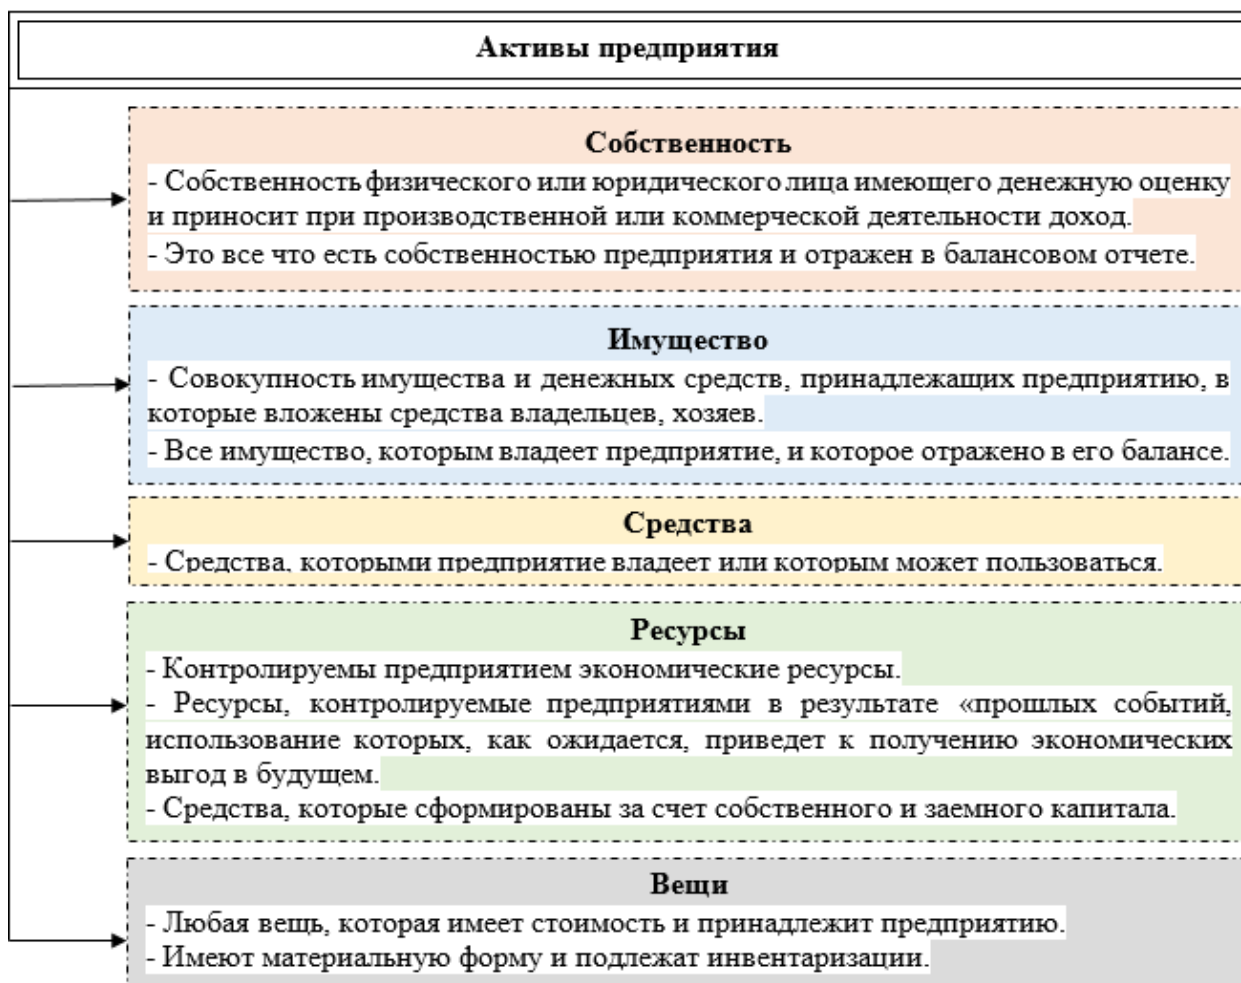 Активы предприятия
Собственность
- Собственность физического или юридического лица имеющего денежную оценку
и приносит при производственной или коммерческой деятельности доход.
- Это все что есть собственностью предприятия и отражен в балансовом отчете.
Имущество
- Совокупность имущества и денежных средств, принадлежащих предприятию, в
которые вложены средства владельцев, хозяев.
- Все имущество, которым владеет предприятие, и которое отражено в его балансе.
Средства
- Средства, которыми предприятие владеет или которым может пользоваться.
Ресурсы
- Контролируемы предприятием экономические ресурсы.
- Ресурсы, контролируемые предприятиями в результате «прошлых событий,
использование которых, как ожидается, приведет к получению экономических
выгод в будущем.
- Средства, которые сформированы за счет собственного и заемного капитала.
Вещи
- Любая вещь, которая имеет стоимость и принадлежит предприятию.
- Имеют материальную форму и подлежат инвентаризации.